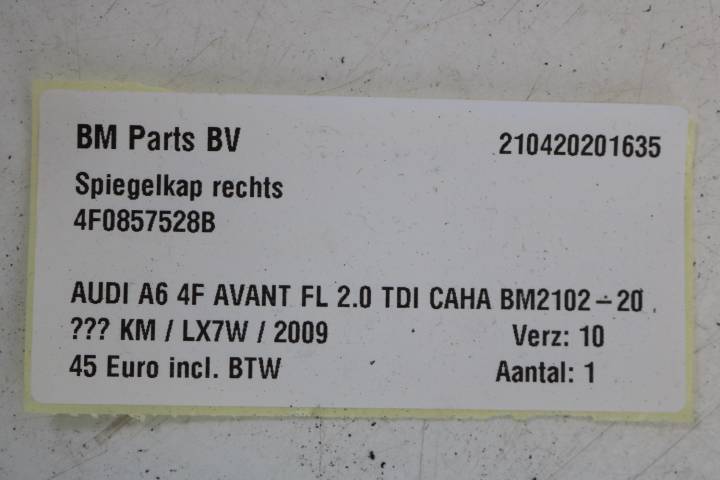 BM Parts BV 210420201635
Spiegelkap rechts
4F0857528B
AUDI A6 4F AVANT FL 2.0 TDI CAHA BM2102-20
??? KM / LX7W / 2009 Verz: 10
45 Euro incl. BTW Aantal: 1